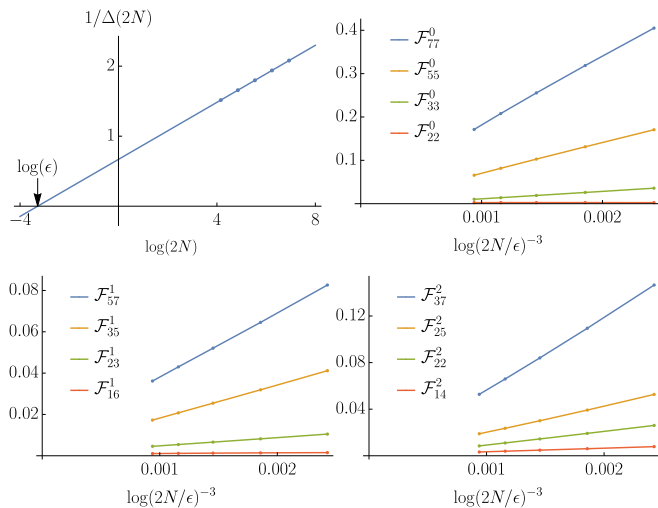 1/Δ(2N)
2
1
log(ϵ)
−4
4
8
log(2N)
0.4
0.3
0.2
0.1
ℱ⁰₇₇
ℱ⁰₅₅
ℱ⁰₃₃
ℱ⁰₂₂
0.001
0.002
log(2N/ϵ)⁻³
0.08
0.06
0.04
0.02
ℱ¹₅₇
ℱ¹₃₅
ℱ¹₂₃
ℱ¹₁₆
0.001
0.002
log(2N/ϵ)⁻³
0.12
0.08
0.04
ℱ²₃₇
ℱ²₂₅
ℱ²₂₂
ℱ²₁₄
0.001
0.002
log(2N/ϵ)⁻³